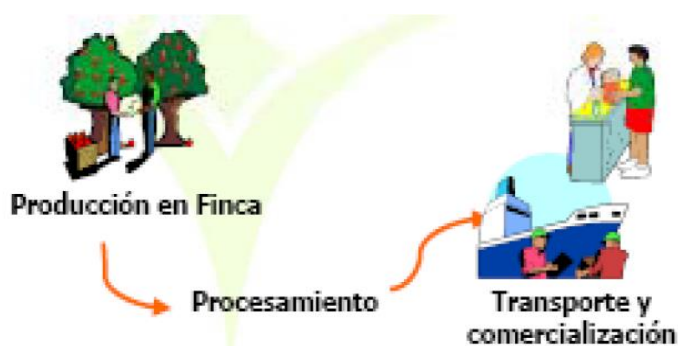 Producción en Finca
Procesamiento
Transporte y
comercialización